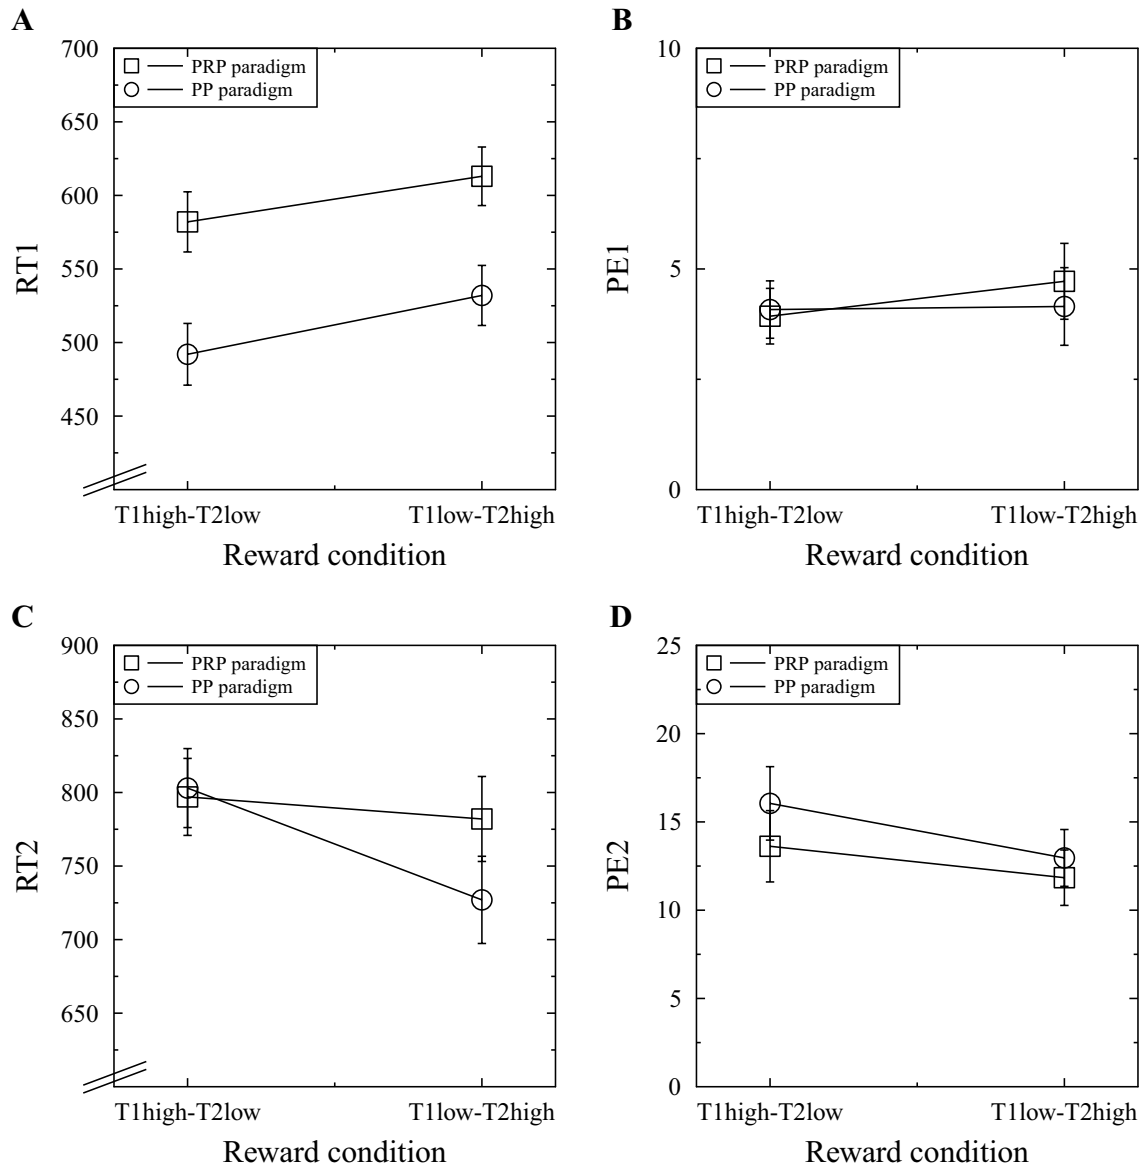 A
700
650
600
550
500
450
RT1
PRP paradigm
PP paradigm
T1high-T2low
T1low-T2high
Reward condition
B
10
5
0
PE1
PRP paradigm
PP paradigm
T1high-T2low
T1low-T2high
Reward condition
C
900
850
800
750
700
650
RT2
PRP paradigm
PP paradigm
T1high-T2low
T1low-T2high
Reward condition
D
25
20
15
10
5
0
PE2
PRP paradigm
PP paradigm
T1high-T2low
T1low-T2high
Reward condition